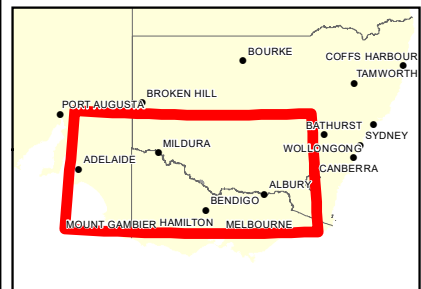 BOURKE
COFFS HARBOUR
TAMWORTH
BROKEN HILL
PORT AUGUSTA
BATHURST
SYDNEY
MILDURA
WOLLONGONG
ADELAIDE
CANBERRA
ALBURY
BENDIGO
MOUNT GAMBIER
HAMILTON
MELBOURNE